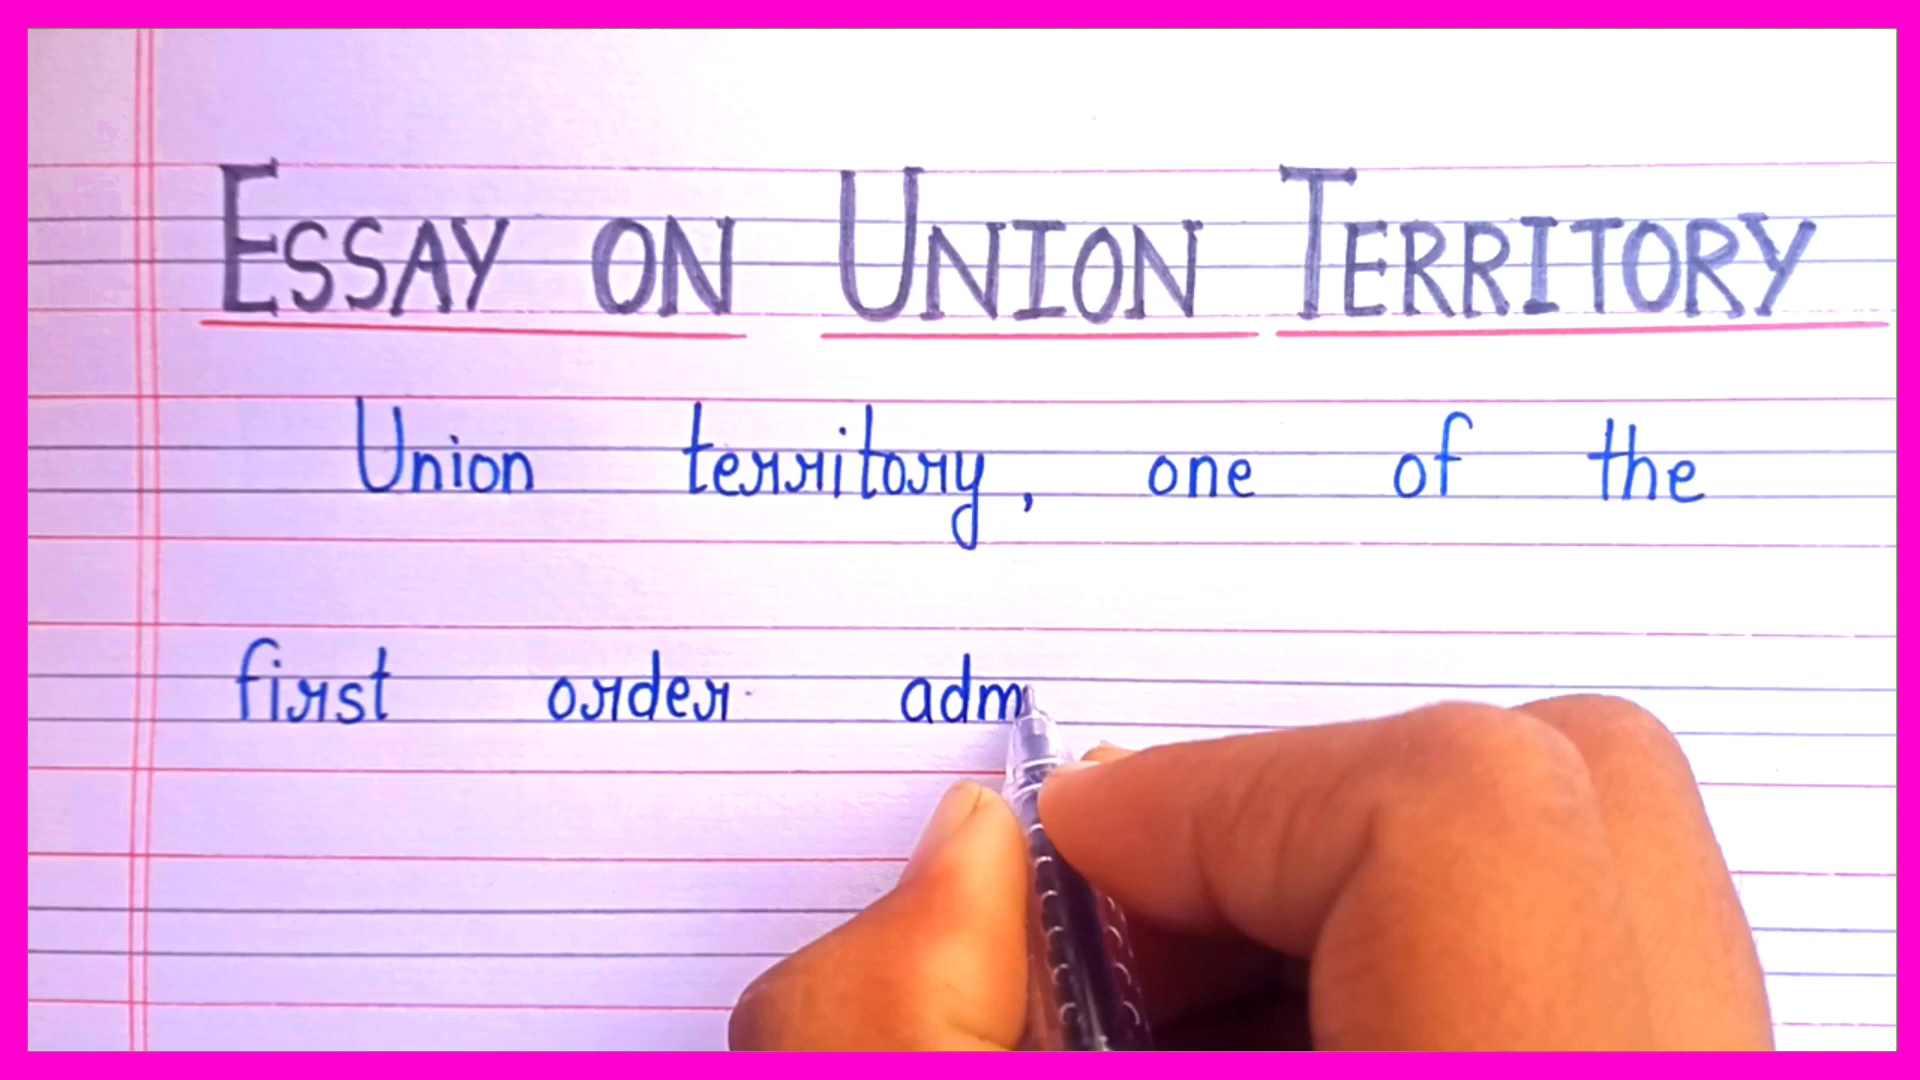 ESSAY ON UNION TERRITORY
Union territory, one of the
first order adm